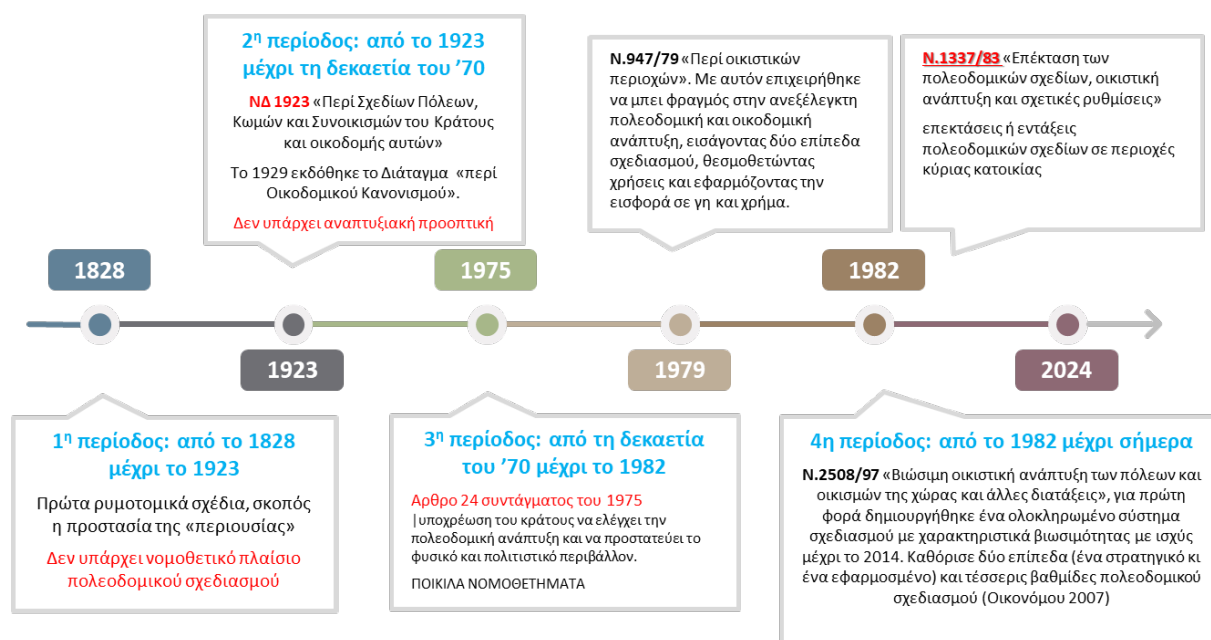 2η περίοδος: από το 1923
μέχρι τη δεκαετία του ’70
ΝΔ 1923 «Περί Σχεδίων Πόλεων,
Κωμών και Συνοικισμών του Κράτους
και οικοδομής αυτών»
Το 1929 εκδόθηκε το Διάταγμα «περί
Οικοδομικού Κανονισμού».
Δεν υπάρχει αναπτυξιακή προοπτική
Ν.947/79 «Περί οικιστικών
περιοχών». Με αυτόν επιχειρήθηκε
να μπει φραγμός στην ανεξέλεγκτη
πολεοδομική και οικοδομική
ανάπτυξη, εισάγοντας δύο επίπεδα
σχεδιασμού, θεσμοθετώντας
χρήσεις και εφαρμόζοντας την
εισφορά σε γη και χρήμα.
Ν.1337/83 «Επέκταση των
πολεοδομικών σχεδίων, οικιστική
ανάπτυξη και σχετικές ρυθμίσεις»
επεκτάσεις ή εντάξεις
πολεοδομικών σχεδίων σε περιοχές
κύριας κατοικίας
1828
1975
1982
1923
1979
2024
1η περίοδος: από το 1828
μέχρι το 1923
Πρώτα ρυμοτομικά σχέδια, σκοπός
η προστασία της «περιουσίας»
Δεν υπάρχει νομοθετικό πλαίσιο
πολεοδομικού σχεδιασμού
3η περίοδος: από τη δεκαετία
του ’70 μέχρι το 1982
Αρθρο 24 συντάγματος του 1975
|υποχρέωση του κράτους να ελέγχει την
πολεοδομική ανάπτυξη και να προστατεύει το
φυσικό και πολιτιστικό περιβάλλον.
ΠΟΙΚΙΛΑ ΝΟΜΟΘΕΤΗΜΑΤΑ
4η περίοδος: από το 1982 μέχρι σήμερα
Ν.2508/97 «Βιώσιμη οικιστική ανάπτυξη των πόλεων και
οικισμών της χώρας και άλλες διατάξεις», για πρώτη
φορά δημιουργήθηκε ένα ολοκληρωμένο σύστημα
σχεδιασμού με χαρακτηριστικά βιωσιμότητας με ισχύς
μέχρι το 2014. Καθόρισε δύο επίπεδα (ένα στρατηγικό κι
ένα εφαρμοσμένο) και τέσσερις βαθμίδες πολεοδομικού
σχεδιασμού (Οικονόμου 2007)